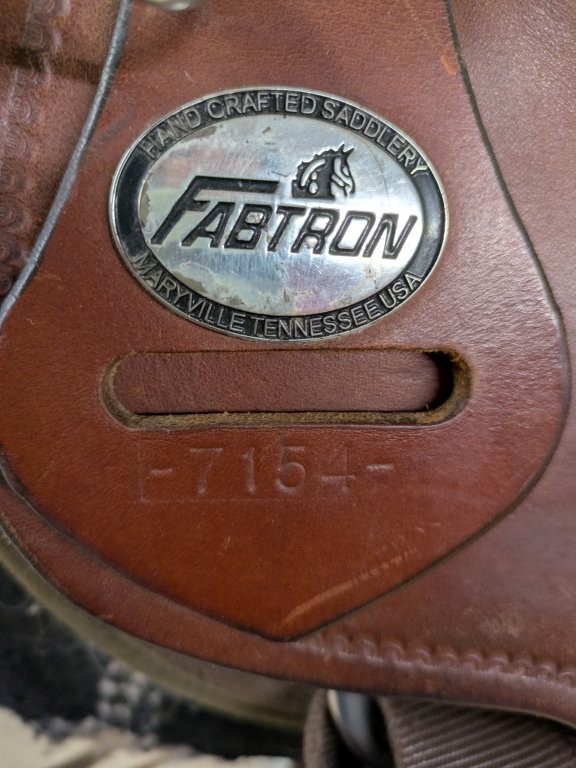 HAND CRAFTED SADDLERY
FABTRON
MARYVILLE TENNESSEE USA
-7154-